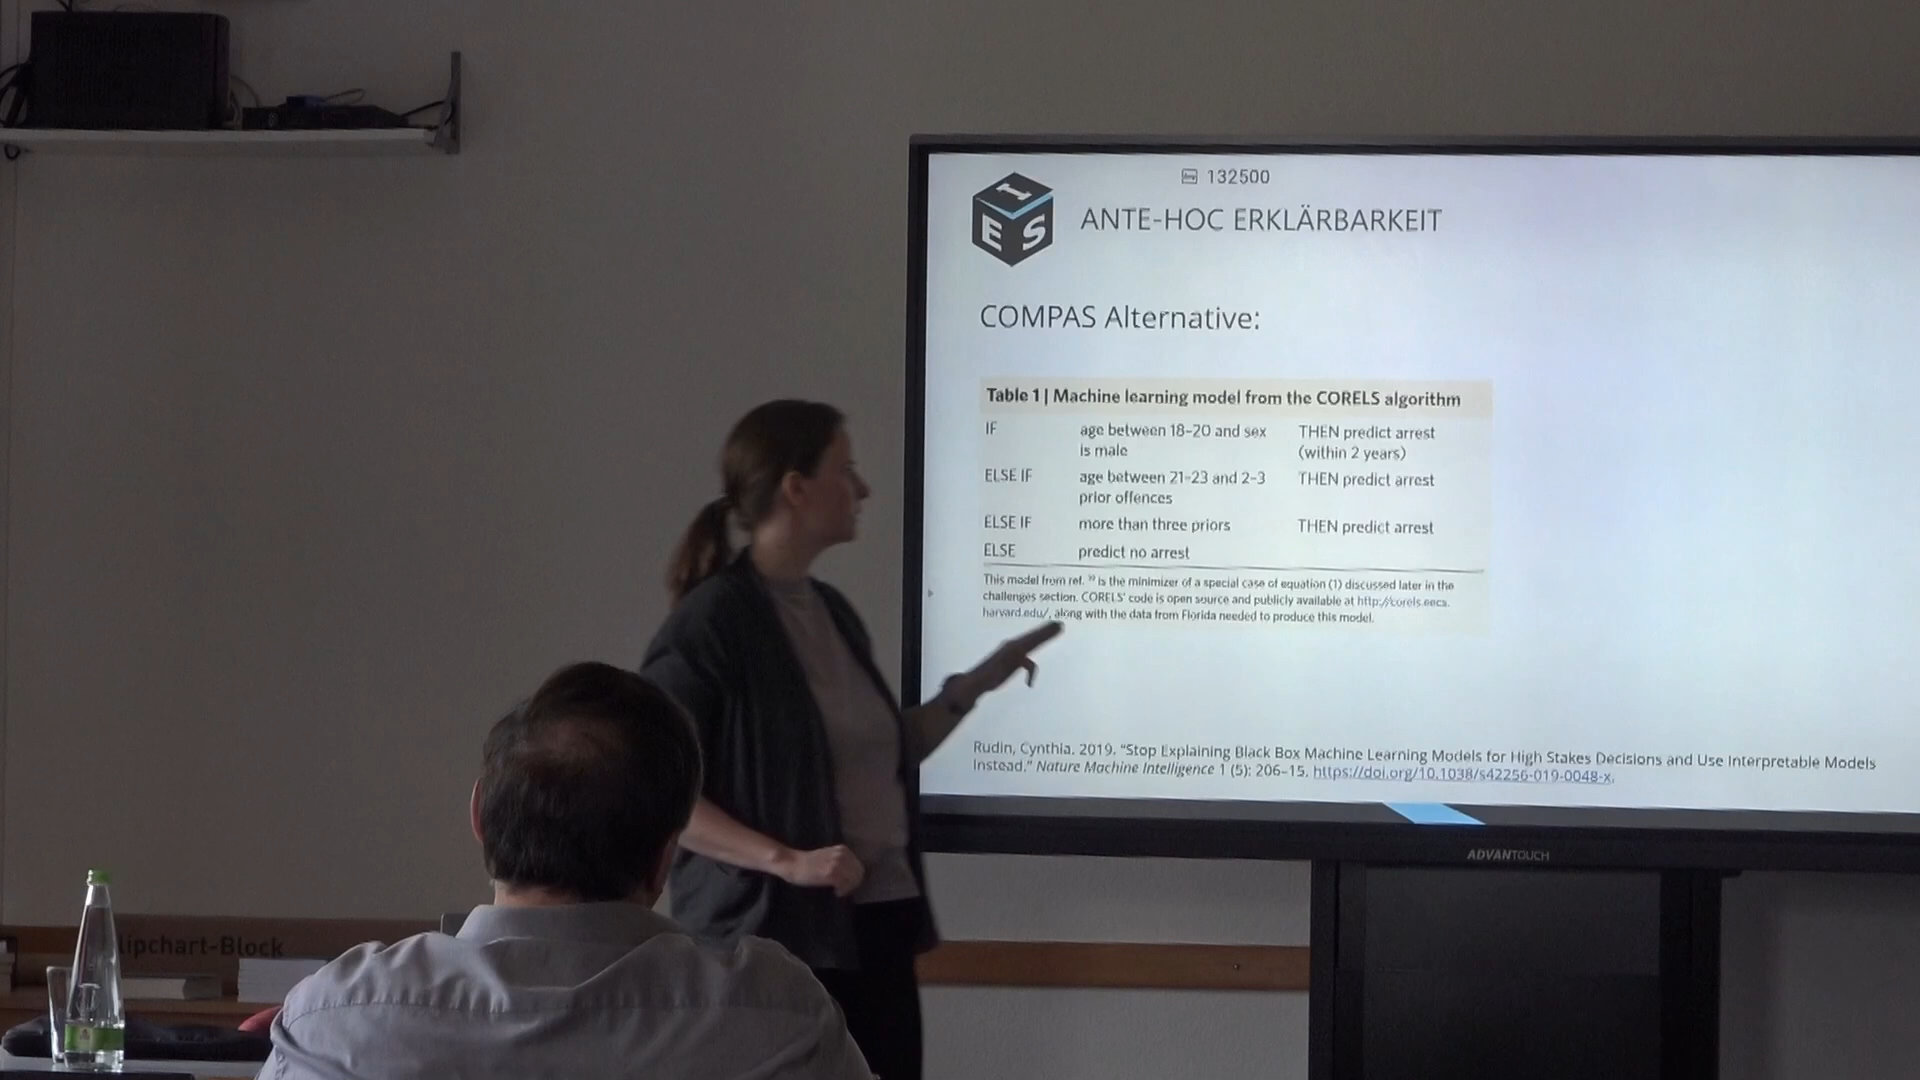 132500
I
E S
ANTE-HOC ERKLÄRBARKEIT
COMPAS Alternative:
Table 1 | Machine learning model from the CORELS algorithm
IF age between 18–20 and sex THEN predict arrest
is male (within 2 years)
ELSE IF age between 21–23 and 2–3 THEN predict arrest
prior offences
ELSE IF more than three priors THEN predict arrest
ELSE predict no arrest
This model from ref. is the minimizer of a special case of equation (1) discussed later in the
challenges section. CORELS' code is open source and publicly available at http://corels.eecs.
harvard.edu/, along with the data from Florida needed to produce this model.
Rudin, Cynthia. 2019. “Stop Explaining Black Box Machine Learning Models for High Stakes Decisions and Use Interpretable Models
Instead.” Nature Machine Intelligence 1 (5): 206–15. https://doi.org/10.1038/s42256-019-0048-x.
ADVANTOUCH
lipchart-Block